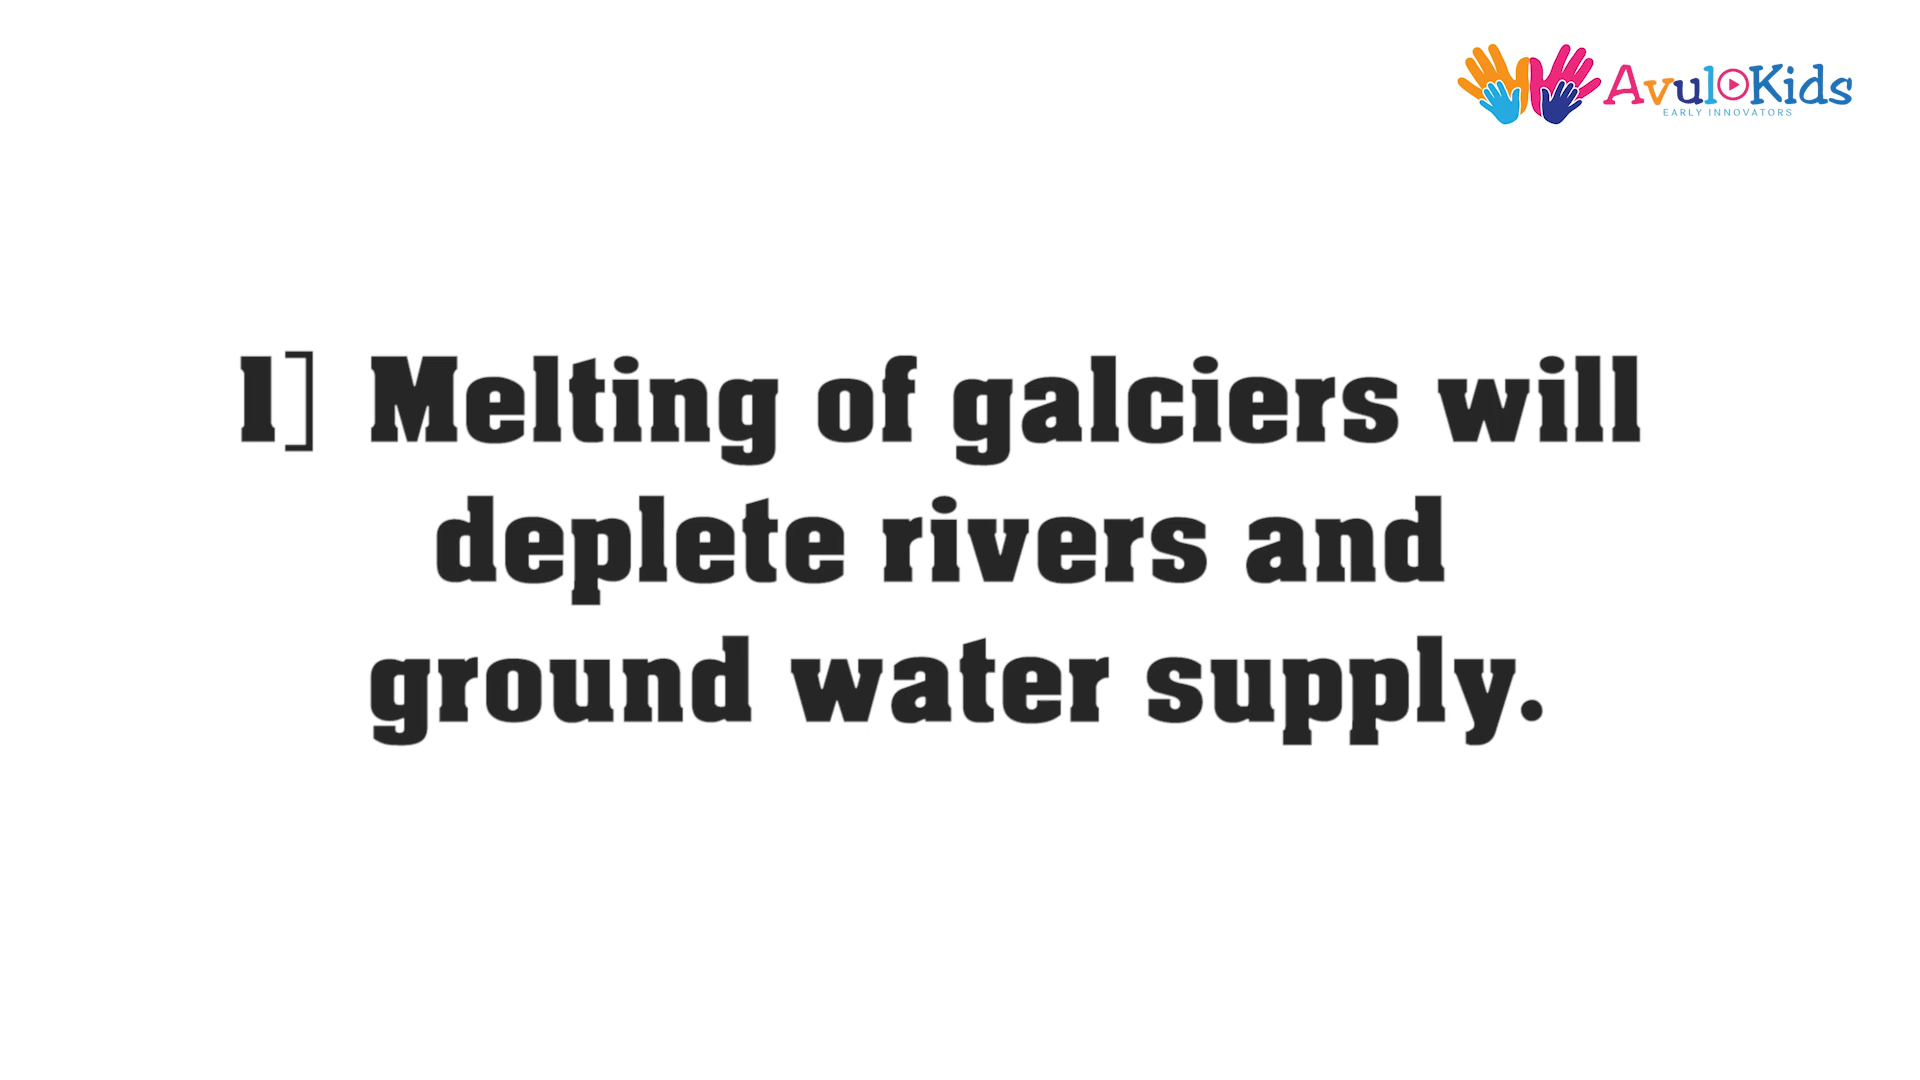 AvuloKids
EARLY INNOVATORS
1] Melting of galciers will
deplete rivers and
ground water supply.